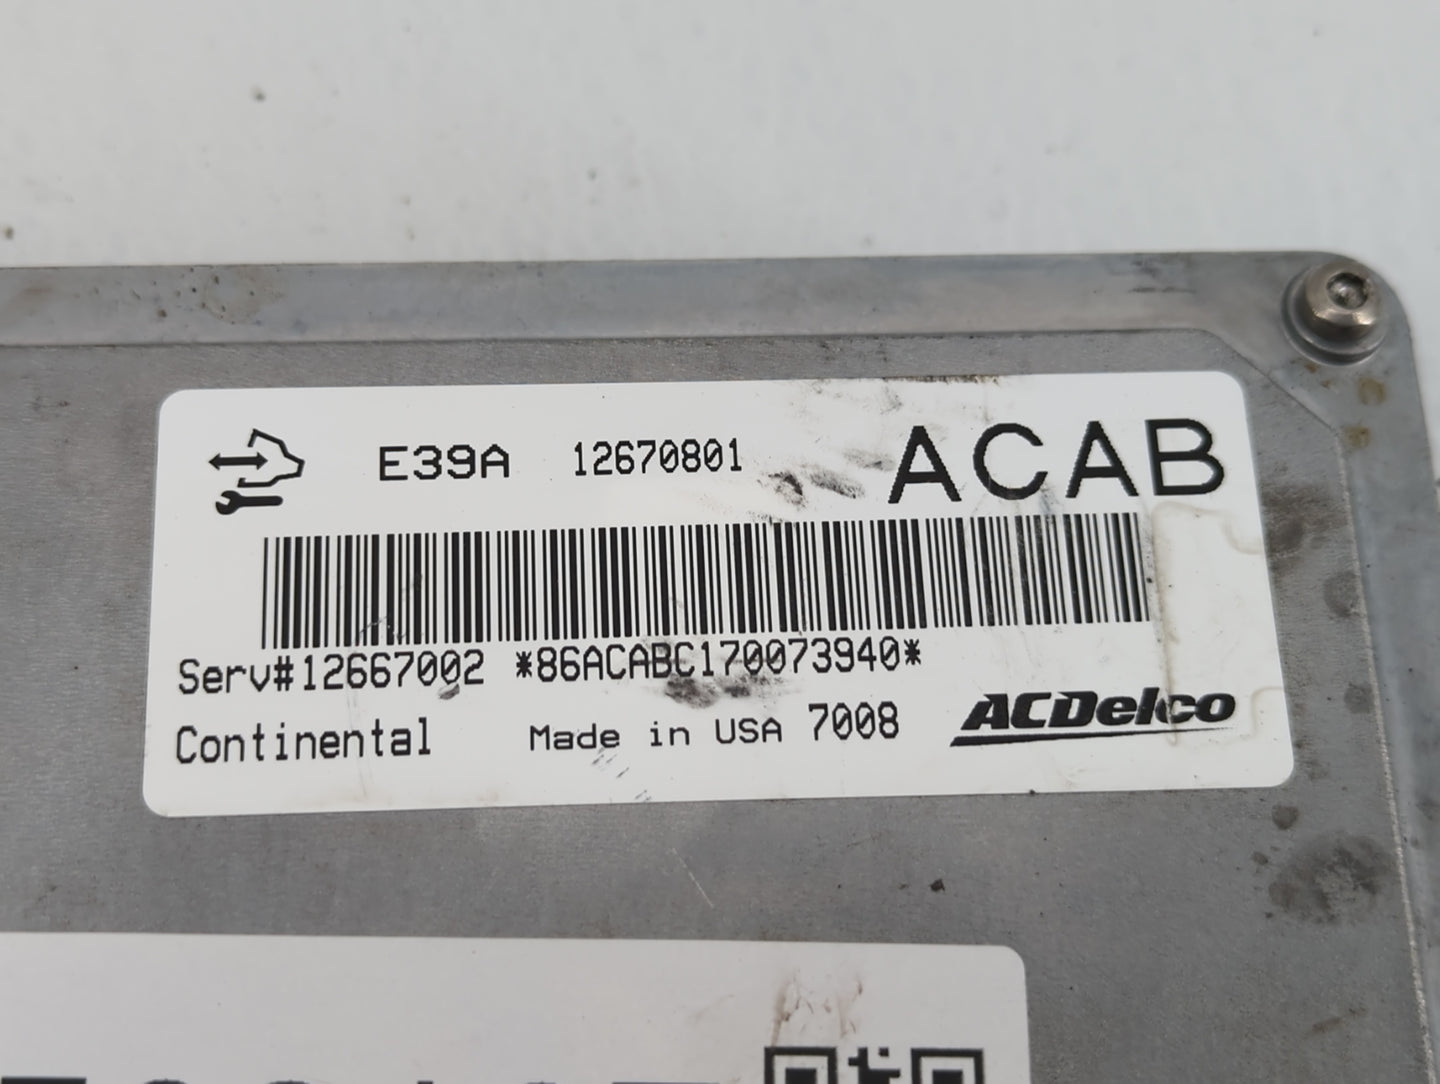 E39A 12670801 ACAB
Serv#12667002 *86ACABC170073940*
Continental Made in USA 7008 ACDelco